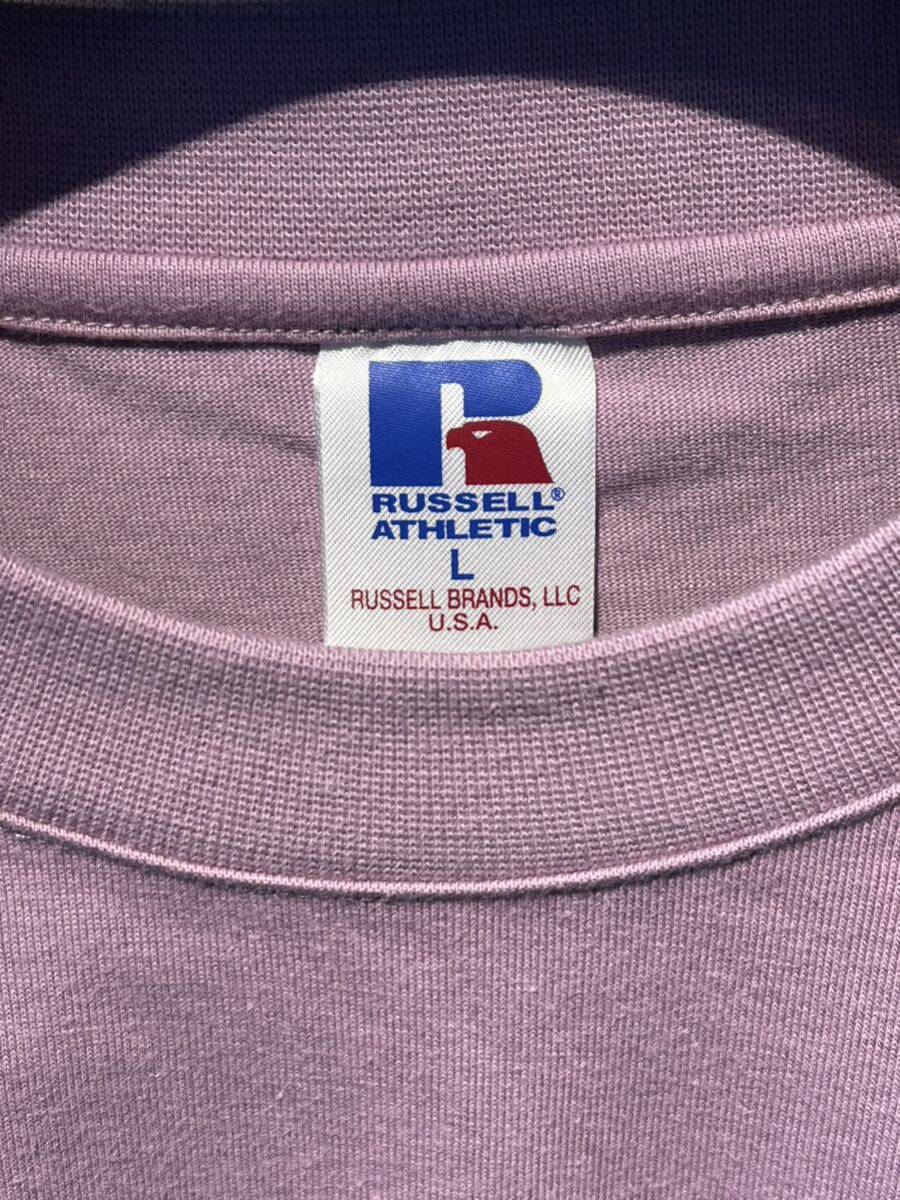 R
RUSSELL®
ATHLETIC
L
RUSSELL BRANDS, LLC
U.S.A.